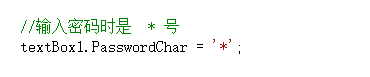 //输入密码时是  * 号
textBox1.PasswordChar = '*';